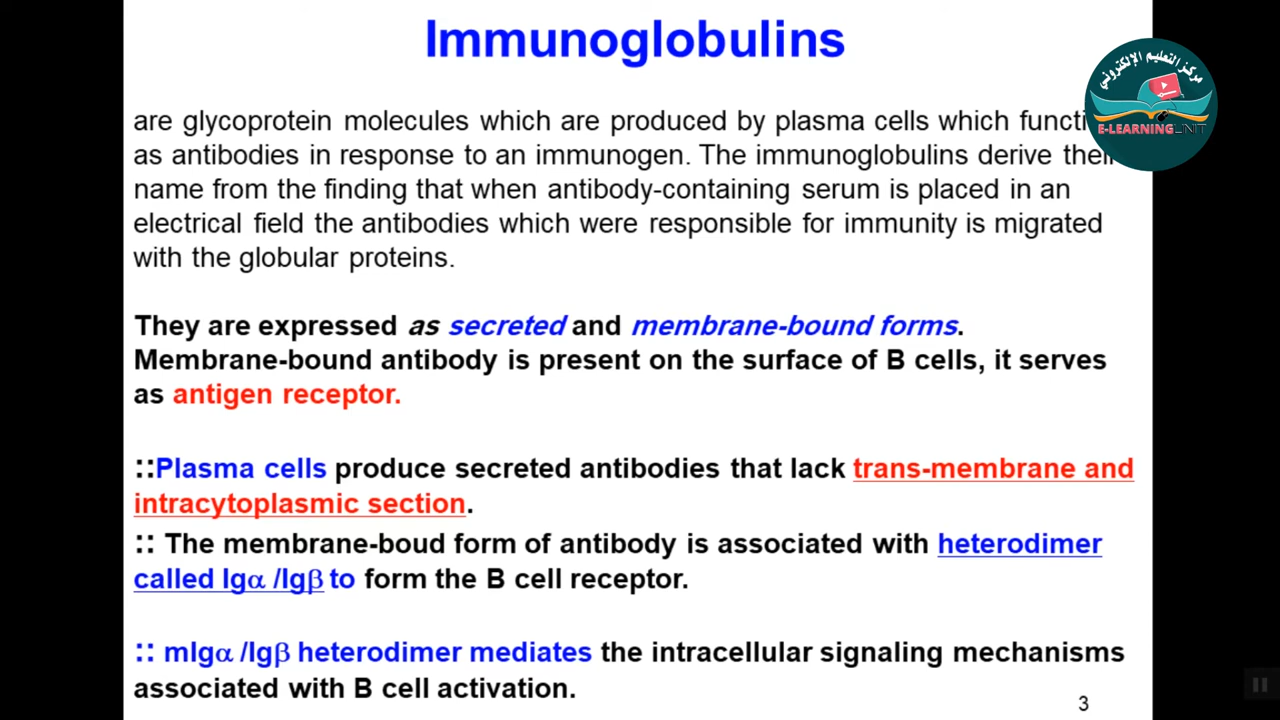 Immunoglobulins
مركز التعليم الإلكتروني
E-LEARNING UNIT
are glycoprotein molecules which are produced by plasma cells which functi
as antibodies in response to an immunogen. The immunoglobulins derive their
name from the finding that when antibody-containing serum is placed in an
electrical field the antibodies which were responsible for immunity is migrated
with the globular proteins.
They are expressed as secreted and membrane-bound forms.
Membrane-bound antibody is present on the surface of B cells, it serves
as antigen receptor.
::Plasma cells produce secreted antibodies that lack trans-membrane and
intracytoplasmic section.
:: The membrane-boud form of antibody is associated with heterodimer
called Igα /Igβ to form the B cell receptor.
:: mIgα /Igβ heterodimer mediates the intracellular signaling mechanisms
associated with B cell activation.
3